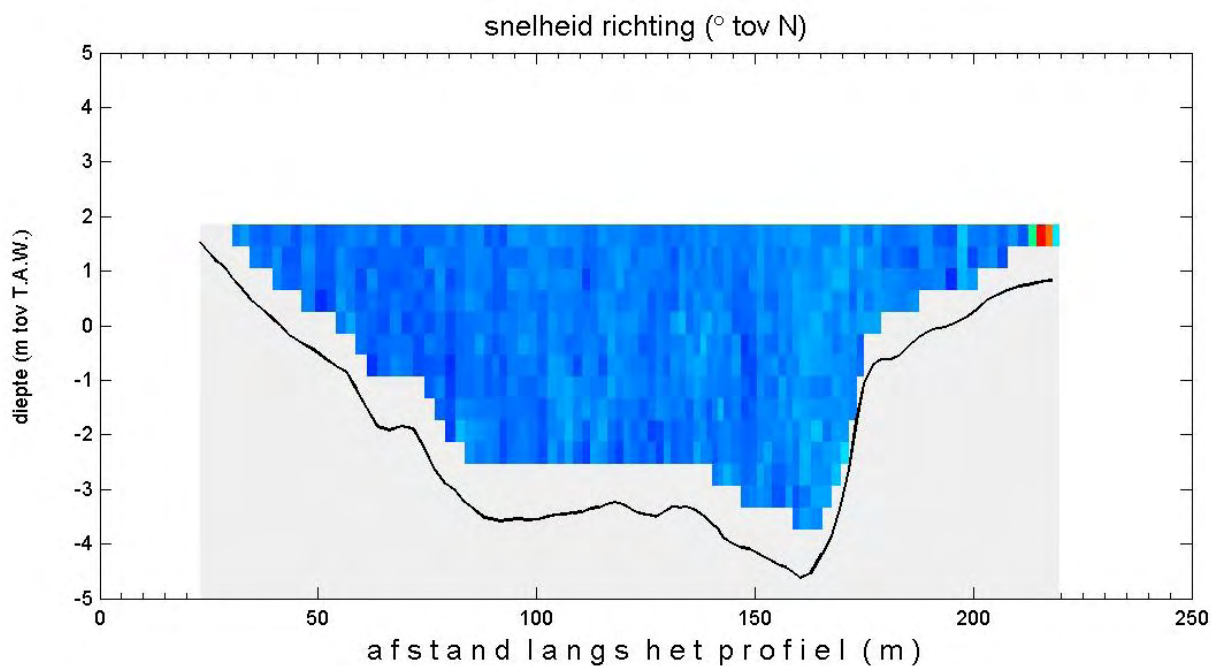 snelheid richting (° tov N)
5
4
3
2
1
0
-1
-2
-3
-4
-5
diepte (m tov T.A.W.)
0 50 100 150 200 250
afstand langs het profiel (m)